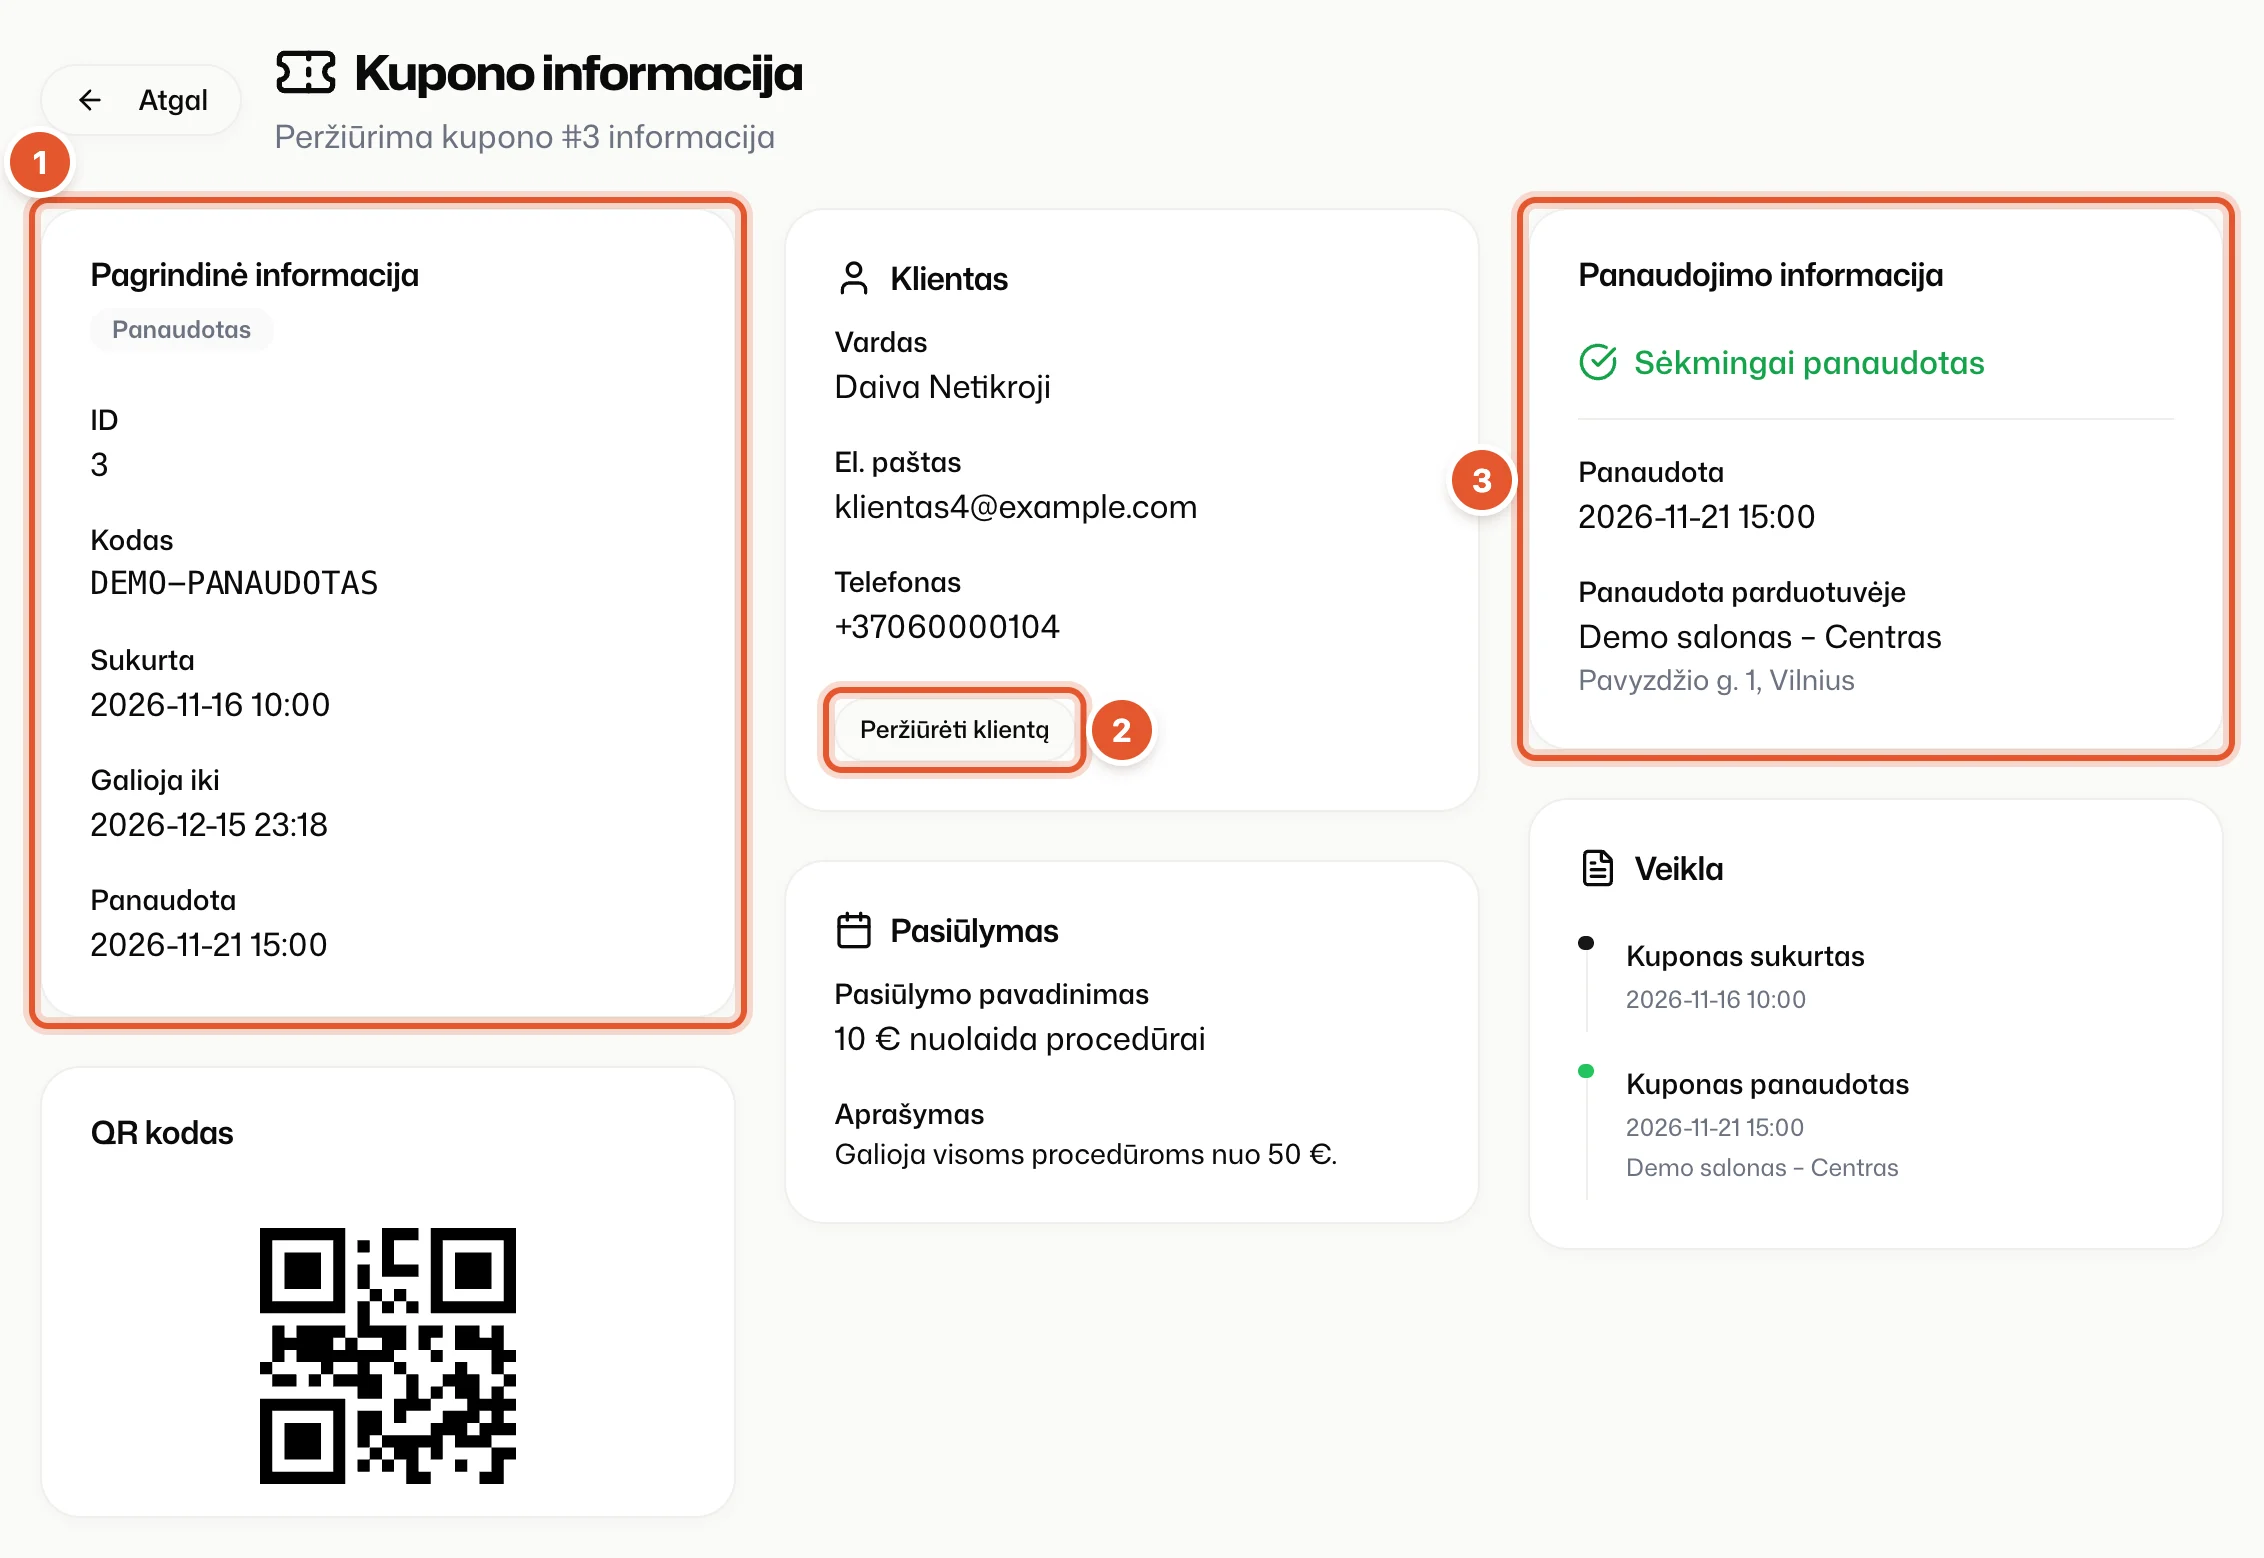 Atgal
Kupono informacija
Peržiūrima kupono #3 informacija
1
Pagrindinė informacija
Panaudotas
ID
3
Kodas
DEMO-PANAUDOTAS
Sukurta
2026-11-16 10:00
Galioja iki
2026-12-15 23:18
Panaudota
2026-11-21 15:00
QR kodas
Klientas
Vardas
Daiva Netikroji
El. paštas
klientas4@example.com
Telefonas
+37060000104
Peržiūrėti klientą
2
Pasiūlymas
Pasiūlymo pavadinimas
10 € nuolaida procedūrai
Aprašymas
Galioja visoms procedūroms nuo 50 €.
3
Panaudojimo informacija
Sėkmingai panaudotas
Panaudota
2026-11-21 15:00
Panaudota parduotuvėje
Demo salonas – Centras
Pavyzdžio g. 1, Vilnius
Veikla
Kuponas sukurtas
2026-11-16 10:00
Kuponas panaudotas
2026-11-21 15:00
Demo salonas – Centras